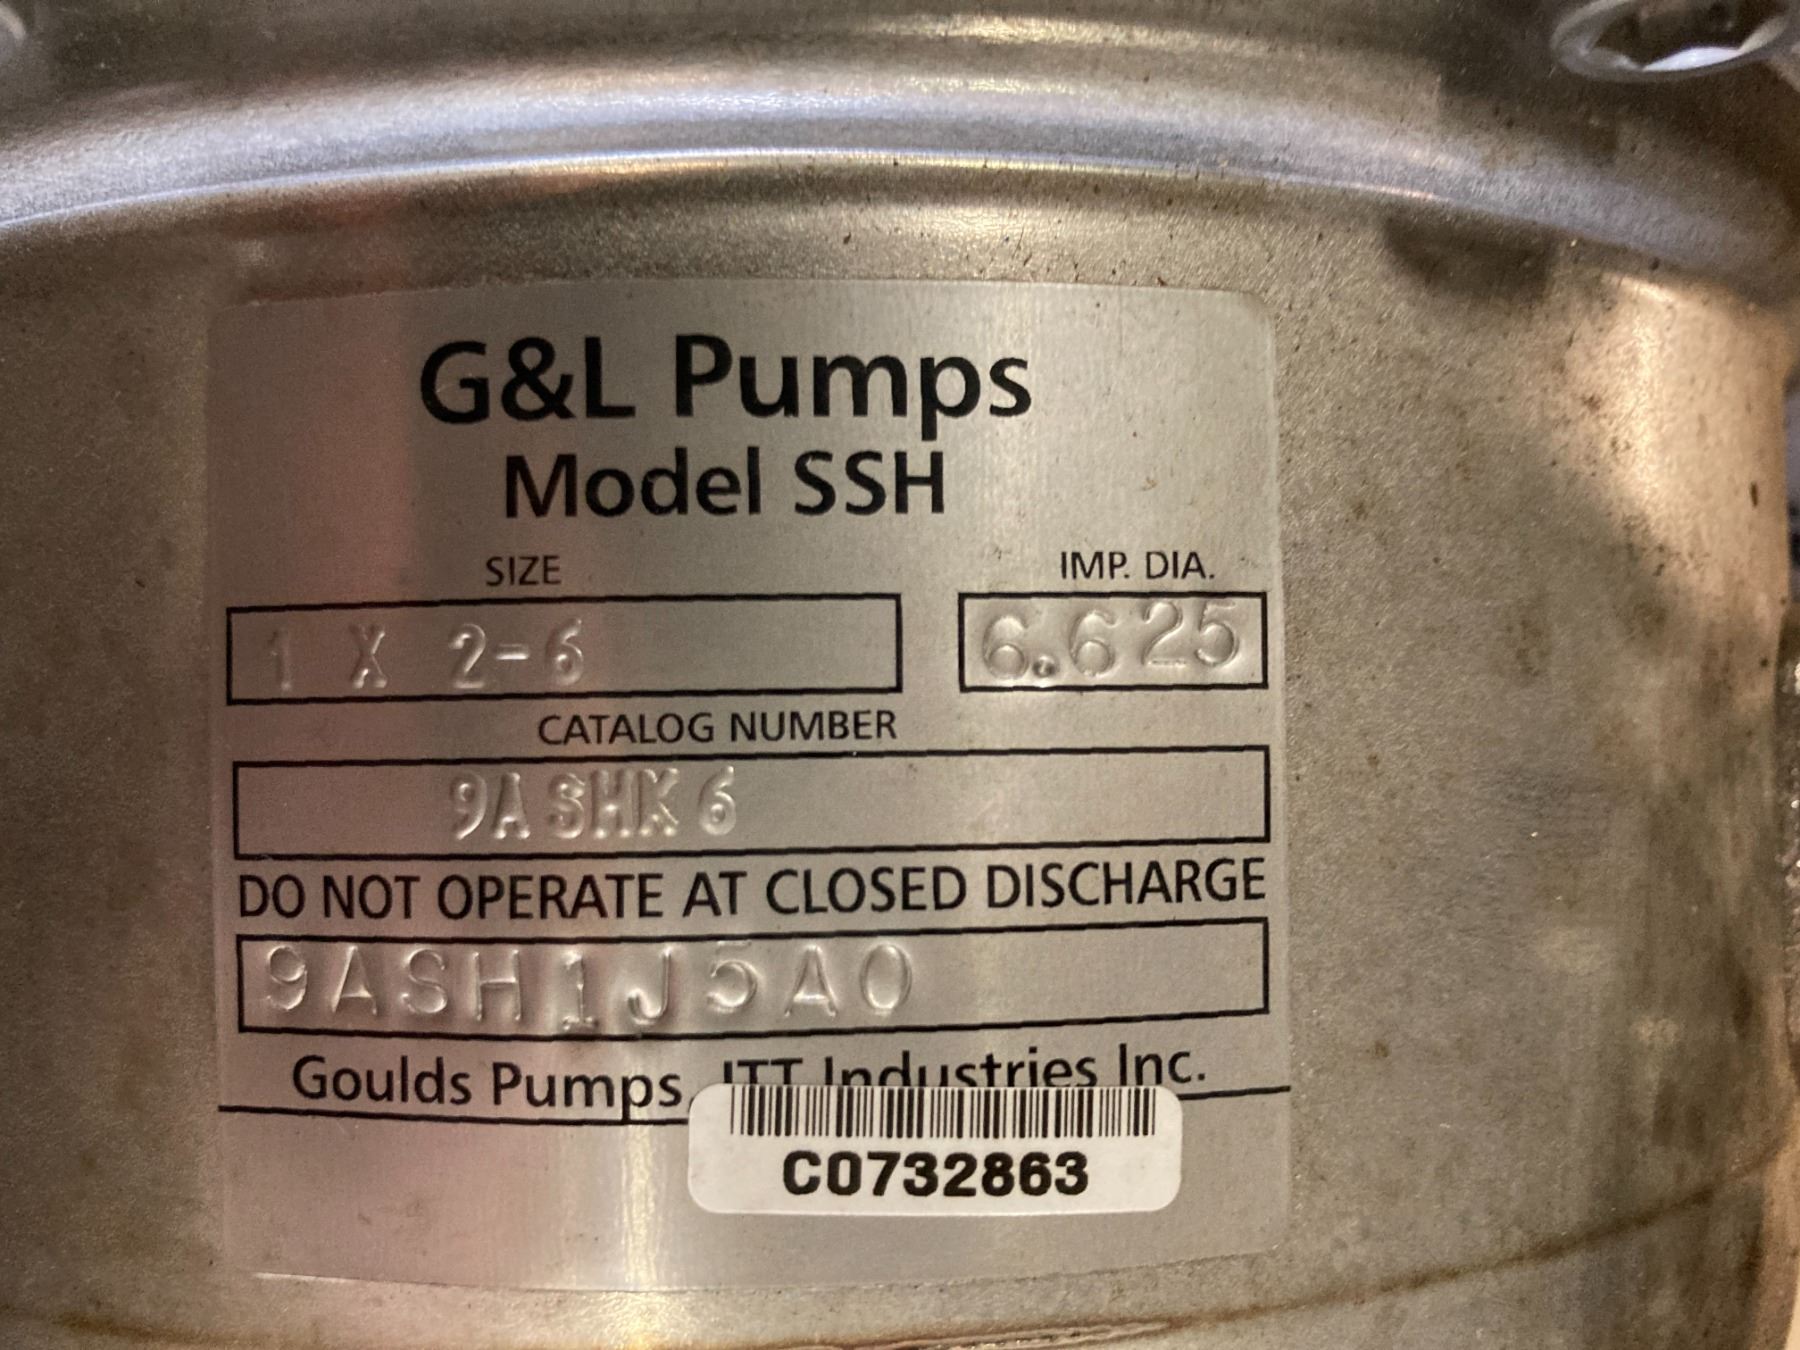 G&L Pumps
Model SSH
SIZE IMP. DIA.
1 X 2-6 6.625
CATALOG NUMBER
9ASHK6
DO NOT OPERATE AT CLOSED DISCHARGE
9ASH1J5A0
Goulds Pumps, ITT Industries Inc.
C0732863